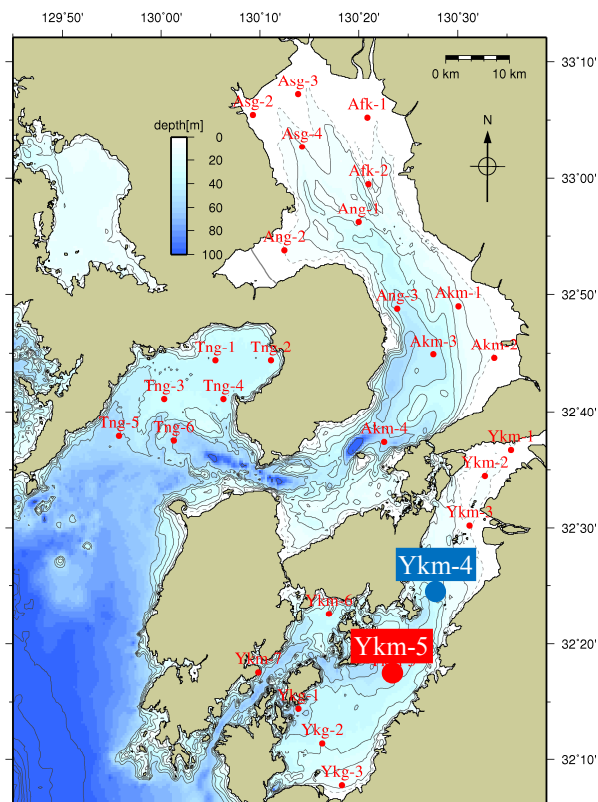 129°50' 130°00' 130°10' 130°20' 130°30'
33°10'
33°00'
32°50'
32°40'
32°30'
32°20'
32°10'
0 km 10 km
N
depth[m]
0
20
40
60
80
100
Asg-3
Asg-2
Afk-1
Asg-4
Afk-2
Ang-1
Ang-2
Ang-3
Akm-1
Akm-3
Akm-2
Tng-1
Tng-2
Tng-3
Tng-4
Tng-5
Tng-6
Akm-4
Ykm-1
Ykm-2
Ykm-3
Ykm-4
Ykm-6
Ykm-5
Ykm-7
Ykg-1
Ykg-2
Ykg-3